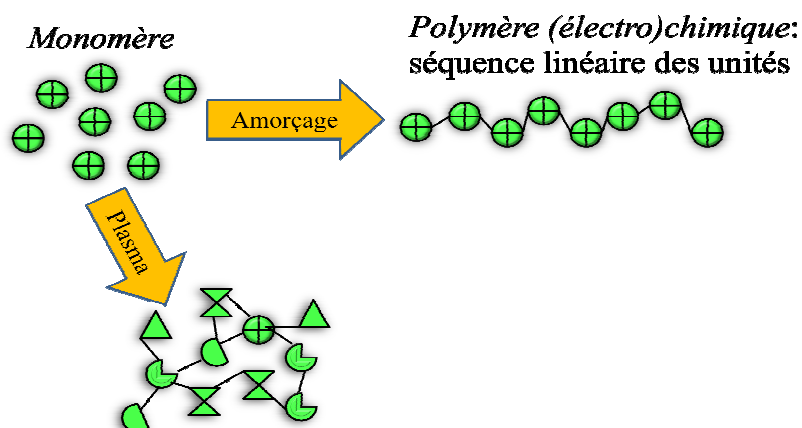 Monomère
Polymère (électro)chimique:
séquence linéaire des unités
Amorçage
Plasma